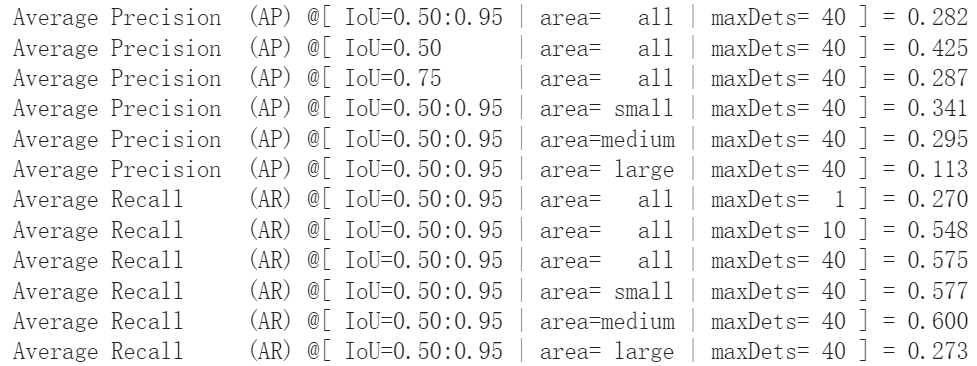 Average Precision  (AP) @[ IoU=0.50:0.95 | area=   all | maxDets= 40 ] = 0.282
Average Precision  (AP) @[ IoU=0.50      | area=   all | maxDets= 40 ] = 0.425
Average Precision  (AP) @[ IoU=0.75      | area=   all | maxDets= 40 ] = 0.287
Average Precision  (AP) @[ IoU=0.50:0.95 | area= small | maxDets= 40 ] = 0.341
Average Precision  (AP) @[ IoU=0.50:0.95 | area=medium | maxDets= 40 ] = 0.295
Average Precision  (AP) @[ IoU=0.50:0.95 | area= large | maxDets= 40 ] = 0.113
Average Recall     (AR) @[ IoU=0.50:0.95 | area=   all | maxDets=  1 ] = 0.270
Average Recall     (AR) @[ IoU=0.50:0.95 | area=   all | maxDets= 10 ] = 0.548
Average Recall     (AR) @[ IoU=0.50:0.95 | area=   all | maxDets= 40 ] = 0.575
Average Recall     (AR) @[ IoU=0.50:0.95 | area= small | maxDets= 40 ] = 0.577
Average Recall     (AR) @[ IoU=0.50:0.95 | area=medium | maxDets= 40 ] = 0.600
Average Recall     (AR) @[ IoU=0.50:0.95 | area= large | maxDets= 40 ] = 0.273